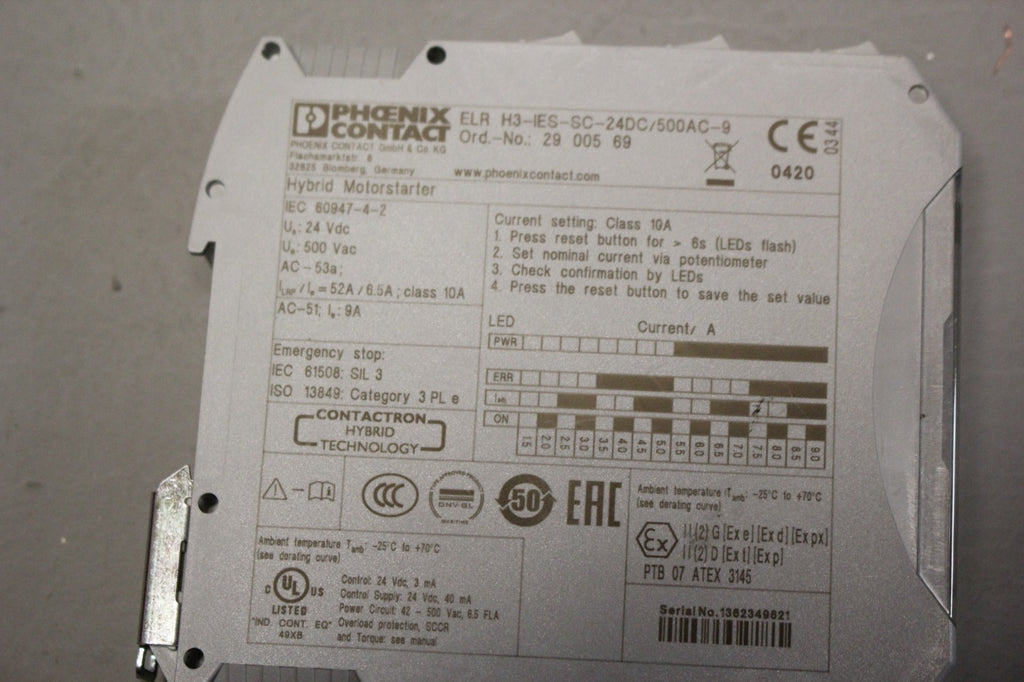 PHŒNIX
CONTACT
PHOENIX CONTACT GmbH & Co. KG
Flachsmarktstr. 8
32825 Blomberg, Germany
www.phoenixcontact.com
ELR H3-IES-SC-24DC/500AC-9
Ord.-No.: 29 005 69
CE
0344
0420
Hybrid Motorstarter
IEC 60947-4-2
Us: 24 Vdc
500 Vac
AC-53a;
/ Ie = 52A / 6.5A ; class 10A
AC-51; Ie: 9A
Emergency stop:
IEC 61508: SIL 3
ISO 13849: Category 3 PL e
CONTACTRON
HYBRID
TECHNOLOGY
Current setting: Class 10A
1. Press reset button for > 6s (LEDs flash)
2. Set nominal current via potentiometer
3. Check confirmation by LEDs
4. Press the reset button to save the set value
LED
Current/ A
PWR
ERR
ON
1.5 2.0 2.5 3.0 3.5 4.0 4.5 5.0 5.5 6.0 6.5 7.0 7.5 8.0 8.5 9.0
CCC
DNV·GL
50
EAC
Ambient temperature Tamb: -25°C to +70°C
(see derating curve)
Ex
II (2) G [Ex e] [Ex d] [Ex px]
II (2) D [Ex t] [Ex p]
PTB 07 ATEX 3145
Ambient temperature Tamb: -25°C to +70°C
(see derating curve)
C UL US
LISTED
"IND. CONT. EQ"
49XB
Control: 24 Vdc, 3 mA
Control Supply: 24 Vdc, 40 mA
Power Circuit: 42 - 500 Vac, 6.5 FLA
Overload protection, SCCR
and Torque: see manual
Serial No. 1362349621